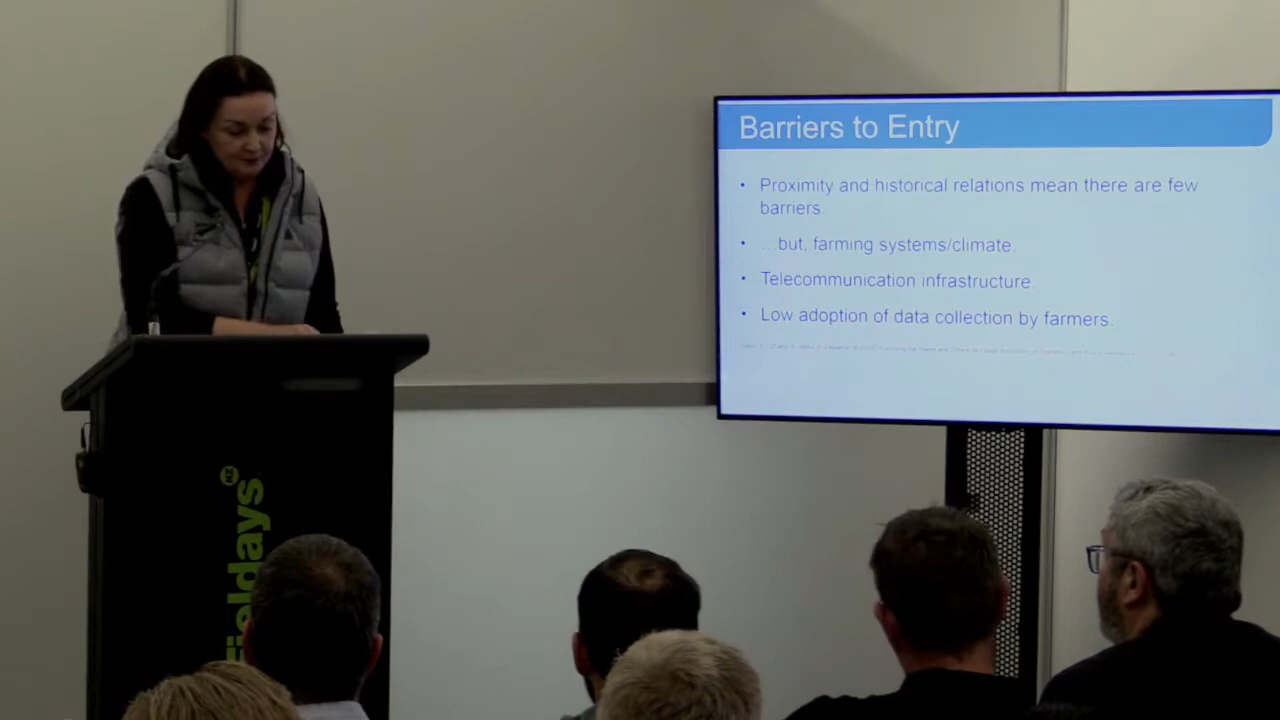 Barriers to Entry
• Proximity and historical relations mean there are few
barriers.
• ...but, farming systems/climate.
• Telecommunication infrastructure.
• Low adoption of data collection by farmers.
Fieldays NZ